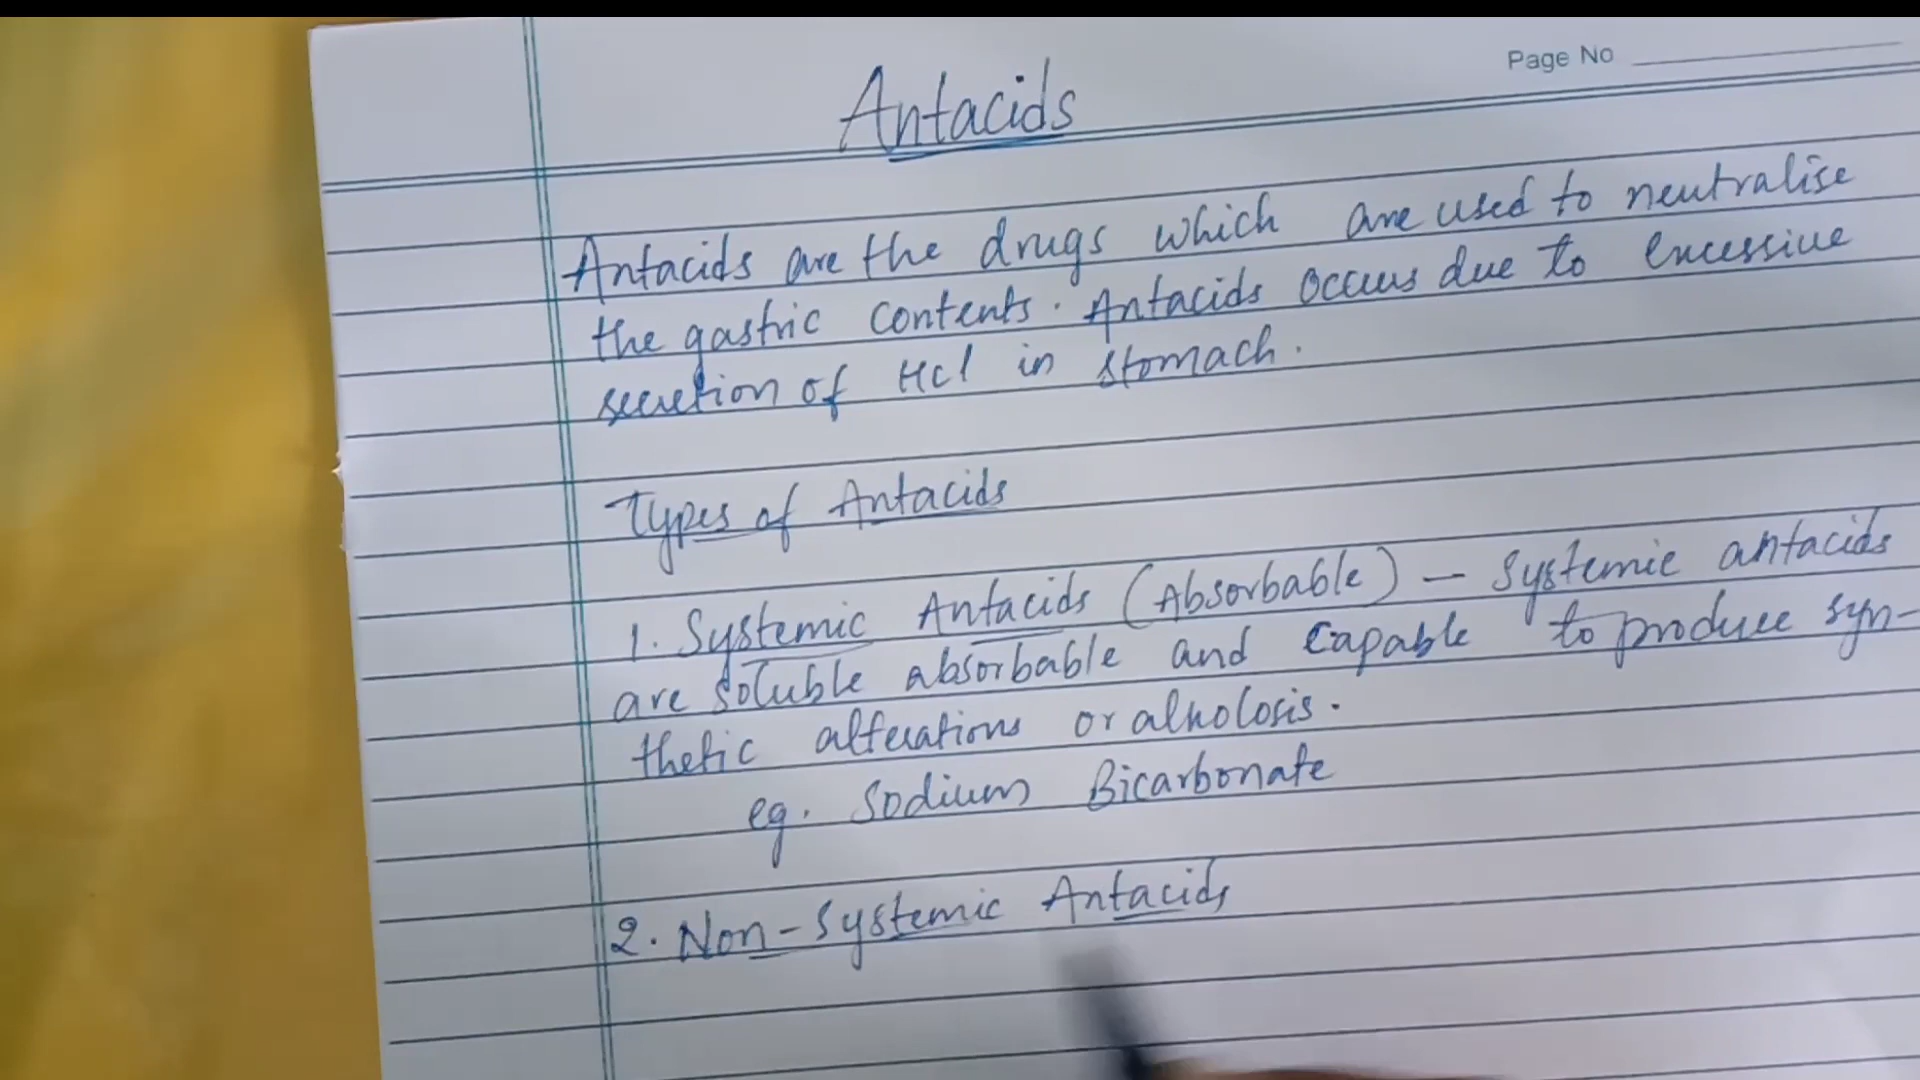 Page No
Antacids
Antacids are the drugs which are used to neutralise
the gastric contents. Antacids occurs due to excessive
secretion of Hcl in stomach.
Types of Antacids
1. Systemic Antacids (Absorbable) - Systemic antacids
are soluble absorbable and capable to produce syn-
thetic alterations or alkolosis.
eg. Sodium Bicarbonate
2. Non-Systemic Antacids